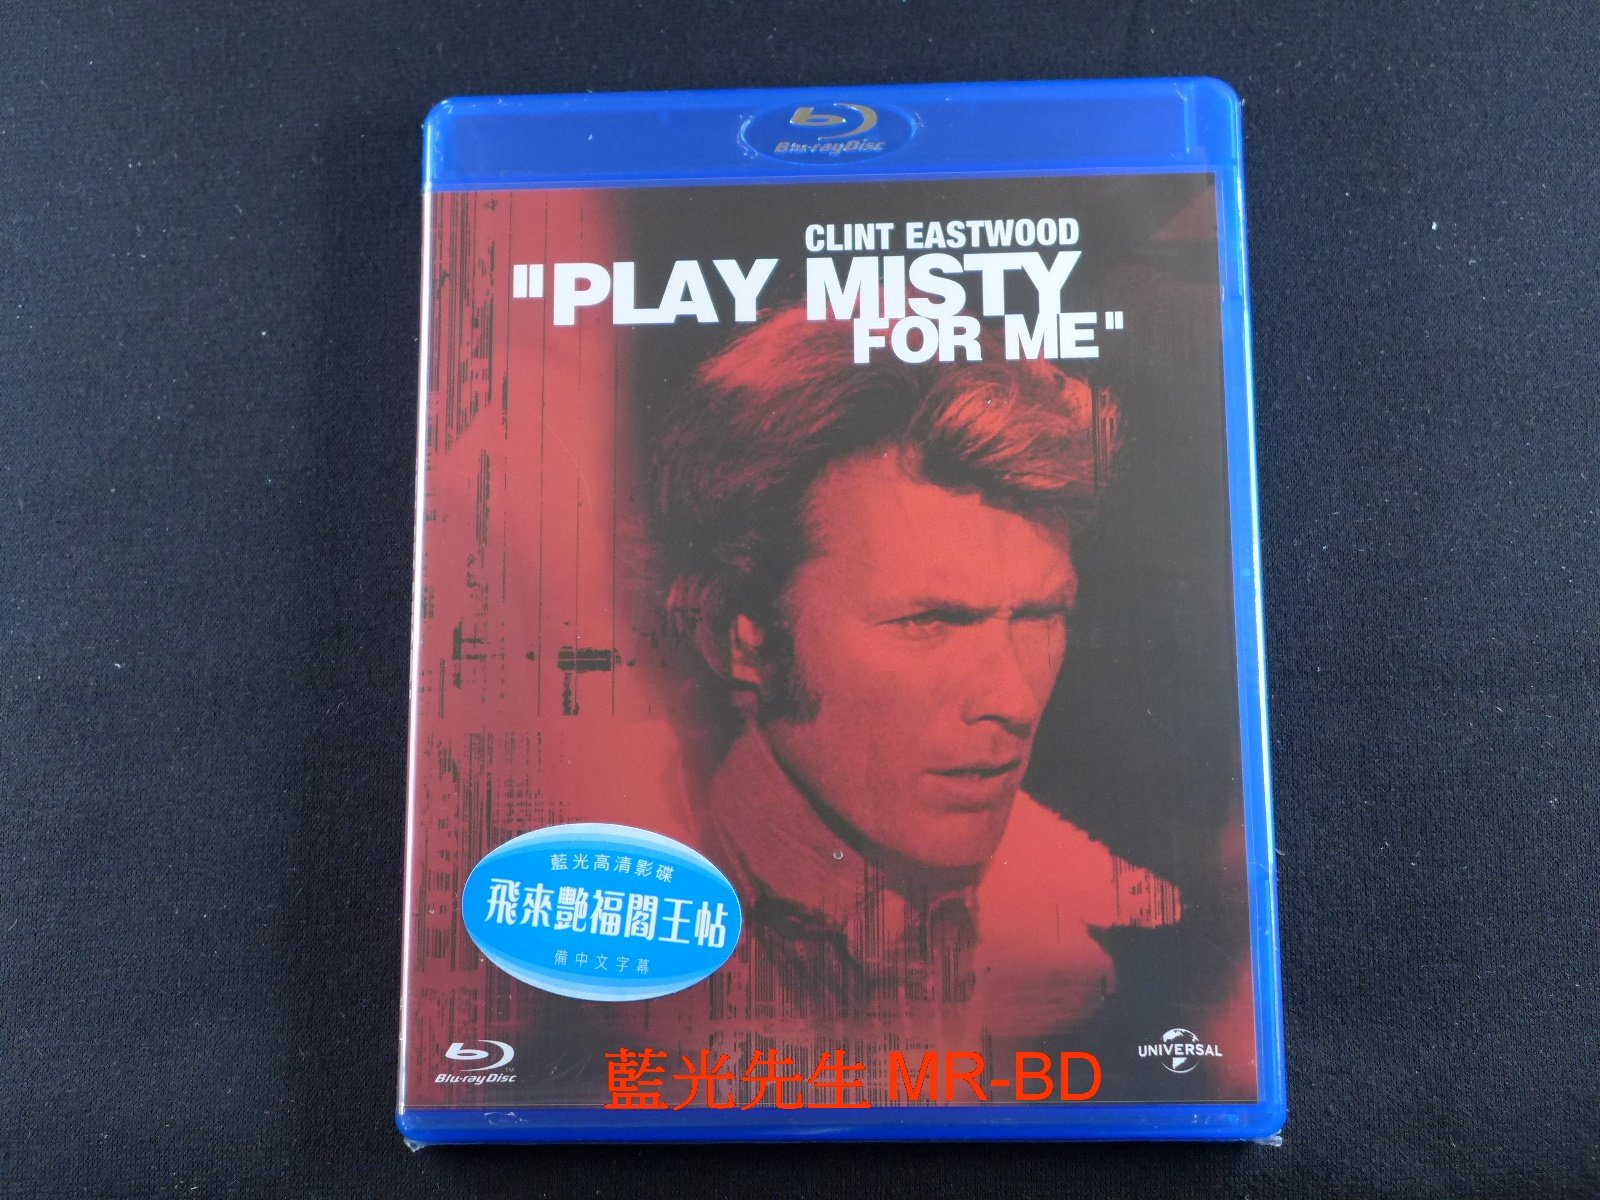 Blu-ray Disc
CLINT EASTWOOD
"PLAY MISTY
FOR ME"
藍光高清影碟
飛來艷福閻王帖
備中文字幕
Blu-ray Disc™
UNIVERSAL
藍光先生 MR-BD